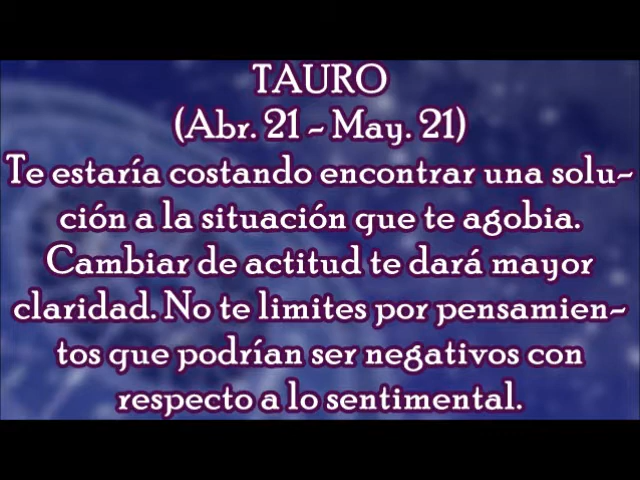 TAURO
(Abr. 21 - May. 21)
Te estaría costando encontrar una solu-
ción a la situación que te agobia.
Cambiar de actitud te dará mayor
claridad. No te limites por pensamien-
tos que podrían ser negativos con
respecto a lo sentimental.